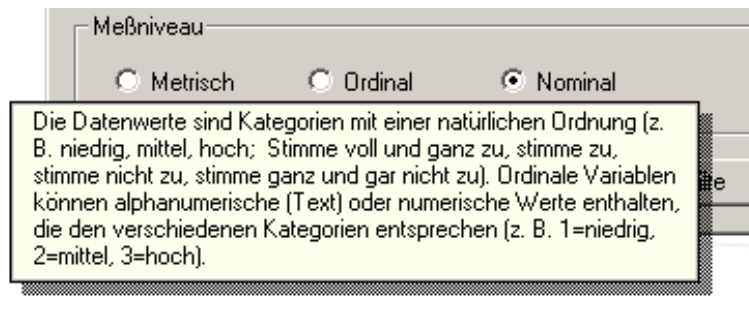 Meßniveau
Metrisch Ordinal Nominal
Die Datenwerte sind Kategorien mit einer natürlichen Ordnung (z.
B. niedrig, mittel, hoch;  Stimme voll und ganz zu, stimme zu,
stimme nicht zu, stimme ganz und gar nicht zu). Ordinale Variablen
können alphanumerische (Text) oder numerische Werte enthalten,
die den verschiedenen Kategorien entsprechen (z. B. 1=niedrig,
2=mittel, 3=hoch).